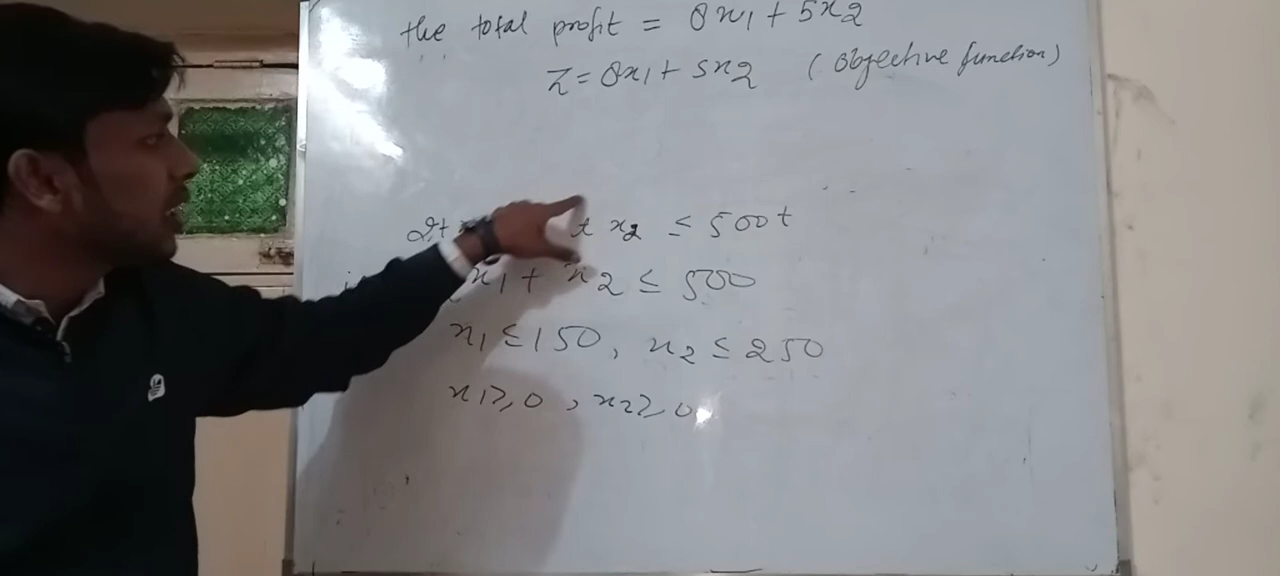 the total profit = 8x1 + 5x2
Z = 8x1 + 5x2 (Objective function)
2t t x2 ≤ 500t
x1 + x2 ≤ 500
x1 ≤ 150, x2 ≤ 250
x1 ≥ 0, x2 ≥ 0